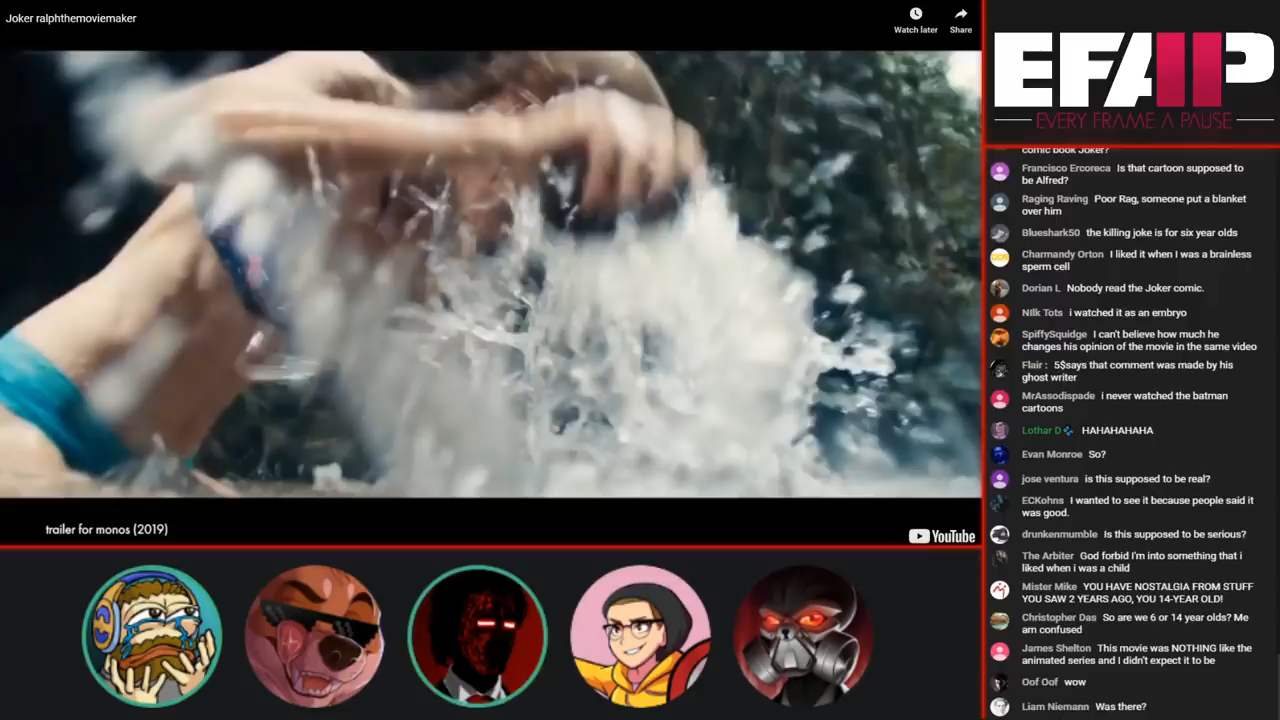 Joker ralphthemoviemaker
Watch later
Share
EFAP
EVERY FRAME A PAUSE
comic book Joker?
Francisco Ercoreca Is that cartoon supposed to
be Alfred?
Raging Raving Poor Rag, someone put a blanket
over him
Blueshark50 the killing joke is for six year olds
Charmandy Orton I liked it when I was a brainless
sperm cell
Dorian L Nobody read the Joker comic.
Nilk Tots i watched it as an embryo
SpiffySquidge I can't believe how much he
changes his opinion of the movie in the same video
Flair : 5$says that comment was made by his
ghost writer
MrAssodispade i never watched the batman
cartoons
Lothar D HAHAHAHAHA
Evan Monroe So?
jose ventura is this supposed to be real?
ECKohns I wanted to see it because people said it
was good.
drunkenmumble Is this supposed to be serious?
The Arbiter God forbid I'm into something that i
liked when i was a child
Mister Mike YOU HAVE NOSTALGIA FROM STUFF
YOU SAW 2 YEARS AGO, YOU 14-YEAR OLD!
Christopher Das So are we 6 or 14 year olds? Me
am confused
James Shelton This movie was NOTHING like the
animated series and I didn't expect it to be
Oof Oof wow
Liam Niemann Was there?
trailer for monos (2019)
YouTube